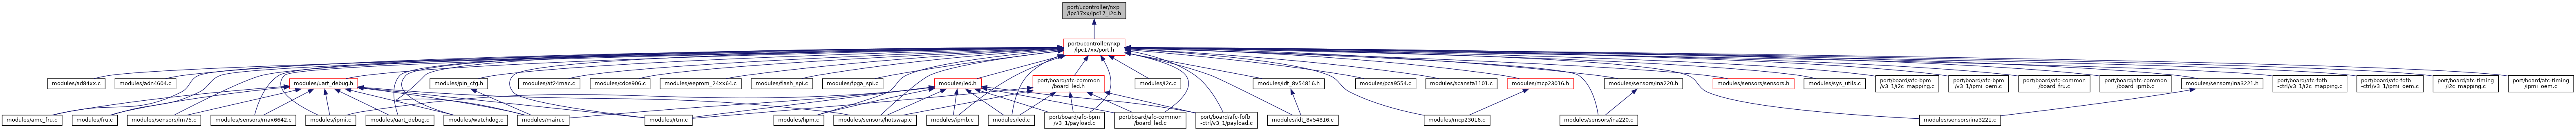 port/ucontroller/nxp
/lpc17xx/lpc17_i2c.h
port/ucontroller/nxp
/lpc17xx/port.h
modules/ad84xx.c
modules/adn4604.c
modules/uart_debug.h
modules/pin_cfg.h
modules/at24mac.c
modules/cdce906.c
modules/eeprom_24xx64.c
modules/flash_spi.c
modules/fpga_spi.c
modules/led.h
port/board/afc-common
/board_led.h
modules/i2c.c
modules/idt_8v54816.h
modules/pca9554.c
modules/scansta1101.c
modules/mcp23016.h
modules/sensors/ina220.h
modules/sensors/sensors.h
modules/sys_utils.c
port/board/afc-bpm
/v3_1/i2c_mapping.c
port/board/afc-bpm
/v3_1/ipmi_oem.c
port/board/afc-common
/board_fru.c
port/board/afc-common
/board_ipmb.c
modules/sensors/ina3221.h
port/board/afc-fofb
-ctrl/v3_1/i2c_mapping.c
port/board/afc-fofb
-ctrl/v3_1/ipmi_oem.c
port/board/afc-timing
/i2c_mapping.c
port/board/afc-timing
/ipmi_oem.c
modules/amc_fru.c
modules/fru.c
modules/sensors/fm75.c
modules/sensors/max6642.c
modules/ipmi.c
modules/uart_debug.c
modules/watchdog.c
modules/main.c
modules/rtm.c
modules/hpm.c
modules/sensors/hotswap.c
modules/ipmb.c
modules/led.c
port/board/afc-bpm
/v3_1/payload.c
port/board/afc-common
/board_led.c
port/board/afc-fofb
-ctrl/v3_1/payload.c
modules/idt_8v54816.c
modules/mcp23016.c
modules/sensors/ina220.c
modules/sensors/ina3221.c